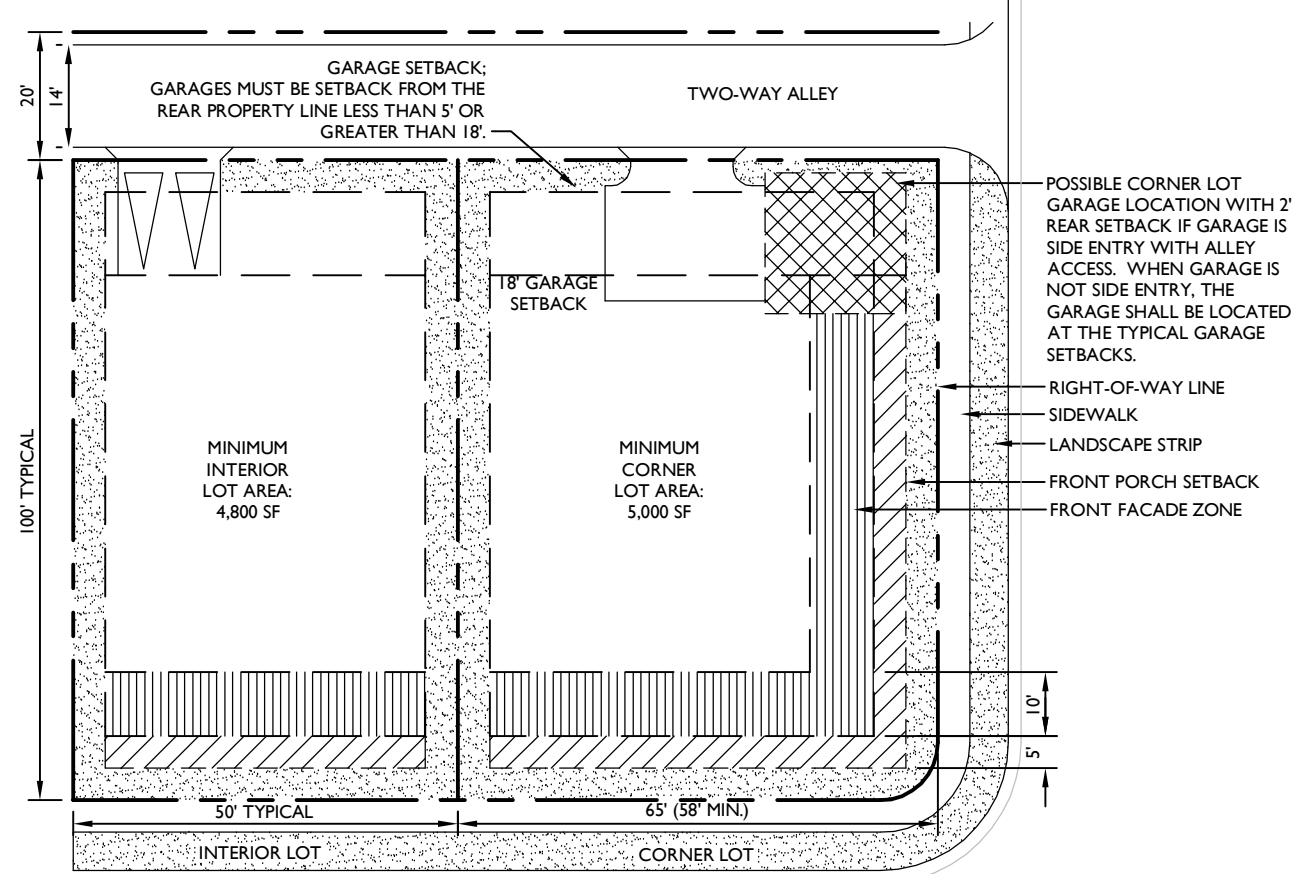 20'
14'
GARAGE SETBACK;
GARAGES MUST BE SETBACK FROM THE
REAR PROPERTY LINE LESS THAN 5' OR
GREATER THAN 18'.
TWO-WAY ALLEY
POSSIBLE CORNER LOT
GARAGE LOCATION WITH 2'
REAR SETBACK IF GARAGE IS
SIDE ENTRY WITH ALLEY
ACCESS. WHEN GARAGE IS
NOT SIDE ENTRY, THE
GARAGE SHALL BE LOCATED
AT THE TYPICAL GARAGE
SETBACKS.
18' GARAGE
SETBACK
RIGHT-OF-WAY LINE
SIDEWALK
LANDSCAPE STRIP
FRONT PORCH SETBACK
FRONT FACADE ZONE
100' TYPICAL
MINIMUM
INTERIOR
LOT AREA:
4,800 SF
MINIMUM
CORNER
LOT AREA:
5,000 SF
10'
5'
50' TYPICAL
65' (58' MIN.)
INTERIOR LOT
CORNER LOT